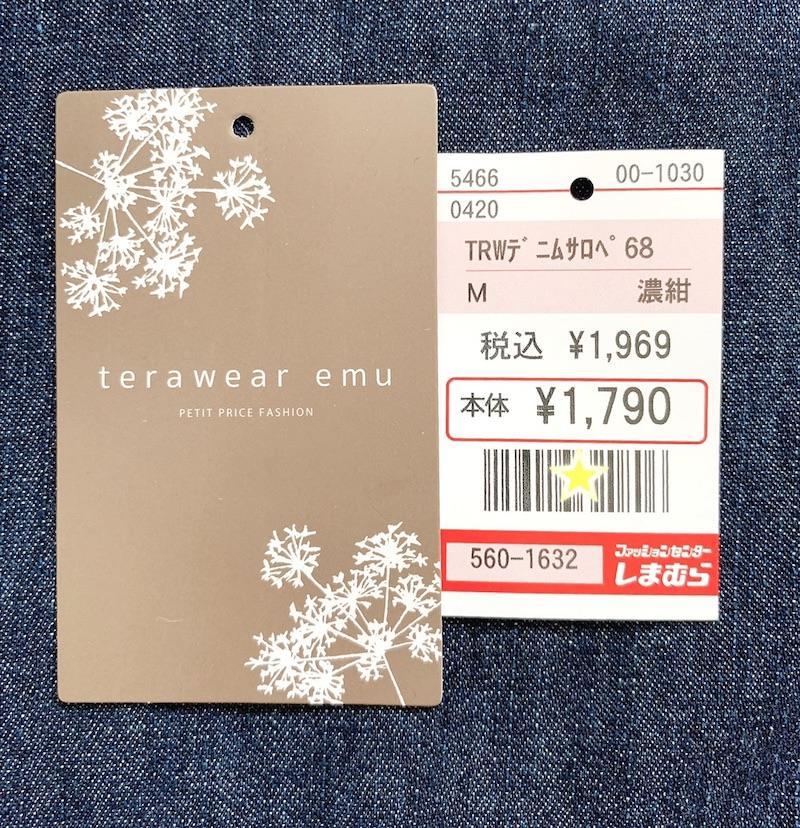 terawear emu
PETIT PRICE FASHION
5466 00-1030
0420
TRWﾃﾞﾆﾑｻﾛﾍﾟ68
M 濃紺
税込 ¥1,969
本体 ¥1,790
560-1632
ファッションセンター
しまむら